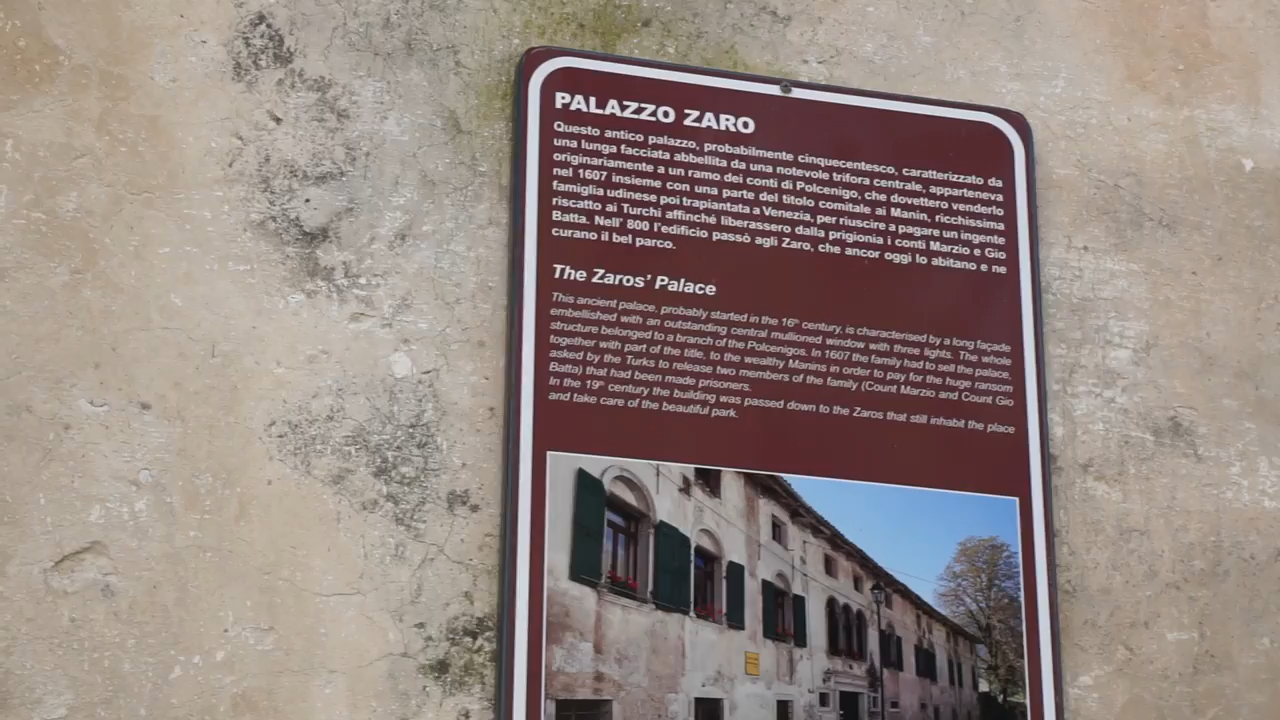 PALAZZO ZARO
Questo antico palazzo, probabilmente cinquecentesco, caratterizzato da
una lunga facciata abbellita da una notevole trifora centrale, apparteneva
originariamente a un ramo dei conti di Polcenigo, che dovettero venderlo
nel 1607 insieme con una parte del titolo comitale ai Manin, ricchissima
famiglia udinese poi trapiantata a Venezia, per riuscire a pagare un ingente
riscatto ai Turchi affinché liberassero dalla prigionia i conti Marzio e Gio
Batta. Nell' 800 l'edificio passò agli Zaro, che ancor oggi lo abitano e ne
curano il bel parco.
The Zaros' Palace
This ancient palace, probably started in the 16th century, is characterised by a long façade
embellished with an outstanding central mullioned window with three lights. The whole
structure belonged to a branch of the Polcenigos. In 1607 the family had to sell the palace,
together with part of the title, to the wealthy Manins in order to pay for the huge ransom
asked by the Turks to release two members of the family (Count Marzio and Count Gio
Batta) that had been made prisoners.
In the 19th century the building was passed down to the Zaros that still inhabit the place
and take care of the beautiful park.